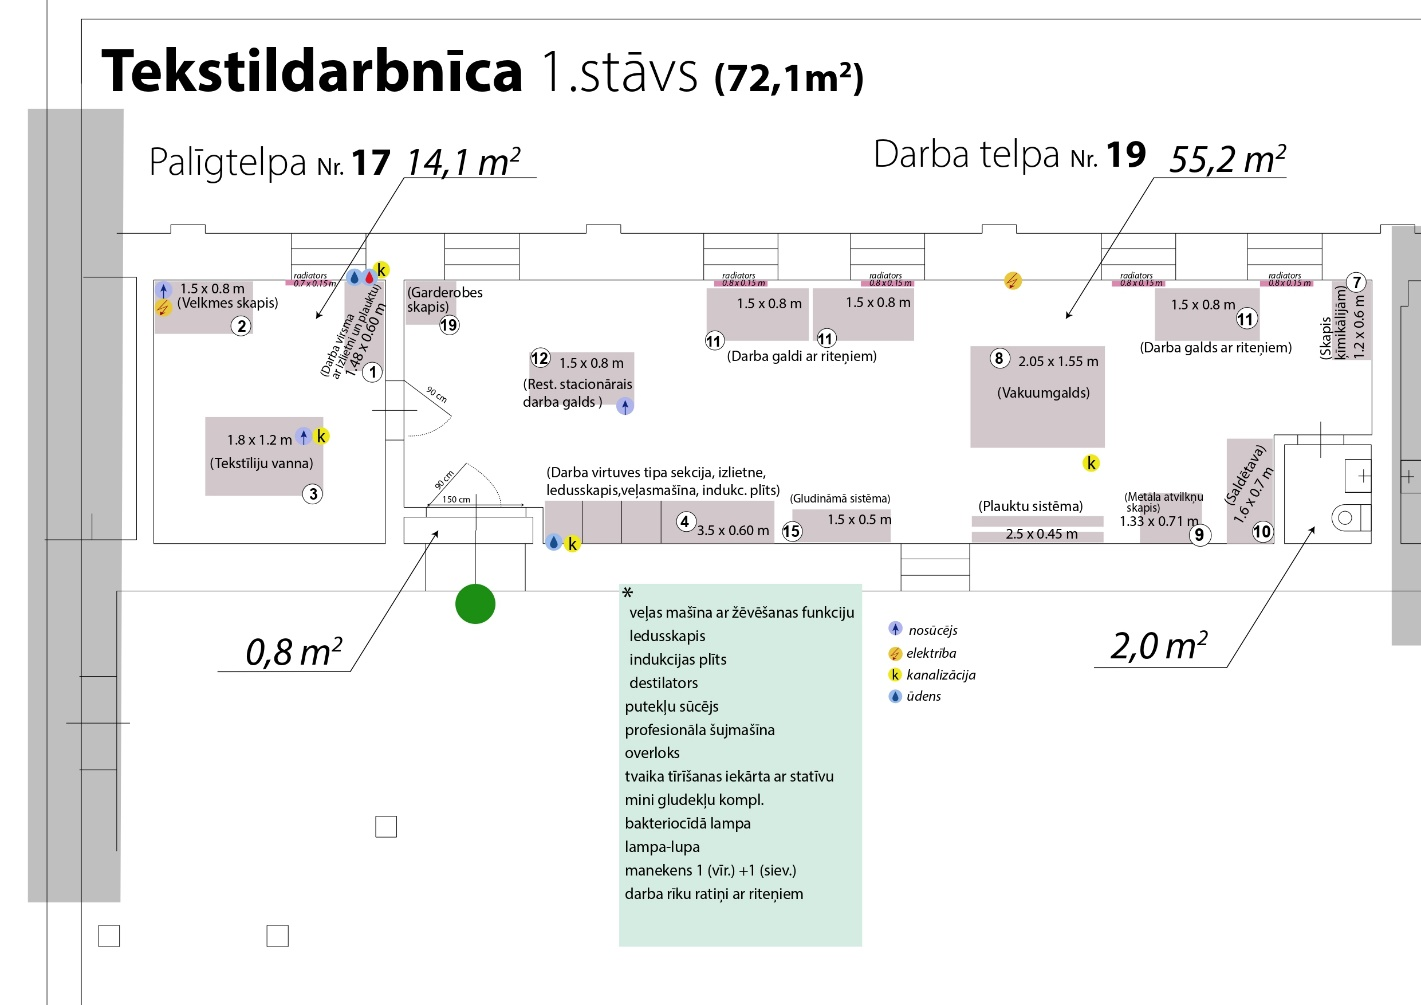 Tekstildarbnīca 1.stāvs (72,1m²)
Palīgtelpa Nr. 17 14,1 m²
Darba telpa Nr. 19 55,2 m²
radiators
0.7 x 0.15 m
k
1.5 x 0.8 m
(Velkmes skapis)
2
(Darba virsma
ar izlietni un plauktu)
1.48 x 0.60 m
1
1.8 x 1.2 m
k
(Tekstīliju vanna)
3
(Garderobes
skapis)
19
90 cm
90 cm
150 cm
12
1.5 x 0.8 m
(Rest. stacionārais
darba galds )
radiators
0.8 x 0.15 m
radiators
0.8 x 0.15 m
1.5 x 0.8 m
1.5 x 0.8 m
11
11
(Darba galdi ar riteņiem)
8
2.05 x 1.55 m
(Vakuumgalds)
k
radiators
0.8 x 0.15 m
radiators
0.8 x 0.15 m
1.5 x 0.8 m
11
(Darba galds ar riteņiem)
7
(Skapis
ķimikālijām)
1.2 x 0.6 m
(Darba virtuves tipa sekcija, izlietne,
ledusskapis,veļasmašīna, indukc. plīts)
4
3.5 x 0.60 m
k
(Gludināmā sistēma)
1.5 x 0.5 m
15
(Plauktu sistēma)
2.5 x 0.45 m
(Metāla atvilkņu
skapis)
1.33 x 0.71 m
9
(Saldētava)
1.6 x 0.7 m
10
0,8 m²
2,0 m²
*
veļas mašīna ar žēvēšanas funkciju
ledusskapis
indukcijas plīts
destilators
putekļu sūcējs
profesionāla šujmašīna
overloks
tvaika tīrīšanas iekārta ar statīvu
mini gludekļu kompl.
bakteriocīdā lampa
lampa-lupa
manekens 1 (vīr.) +1 (siev.)
darba rīku ratiņi ar riteņiem
nosūcējs
elektrība
k kanalizācija
ūdens